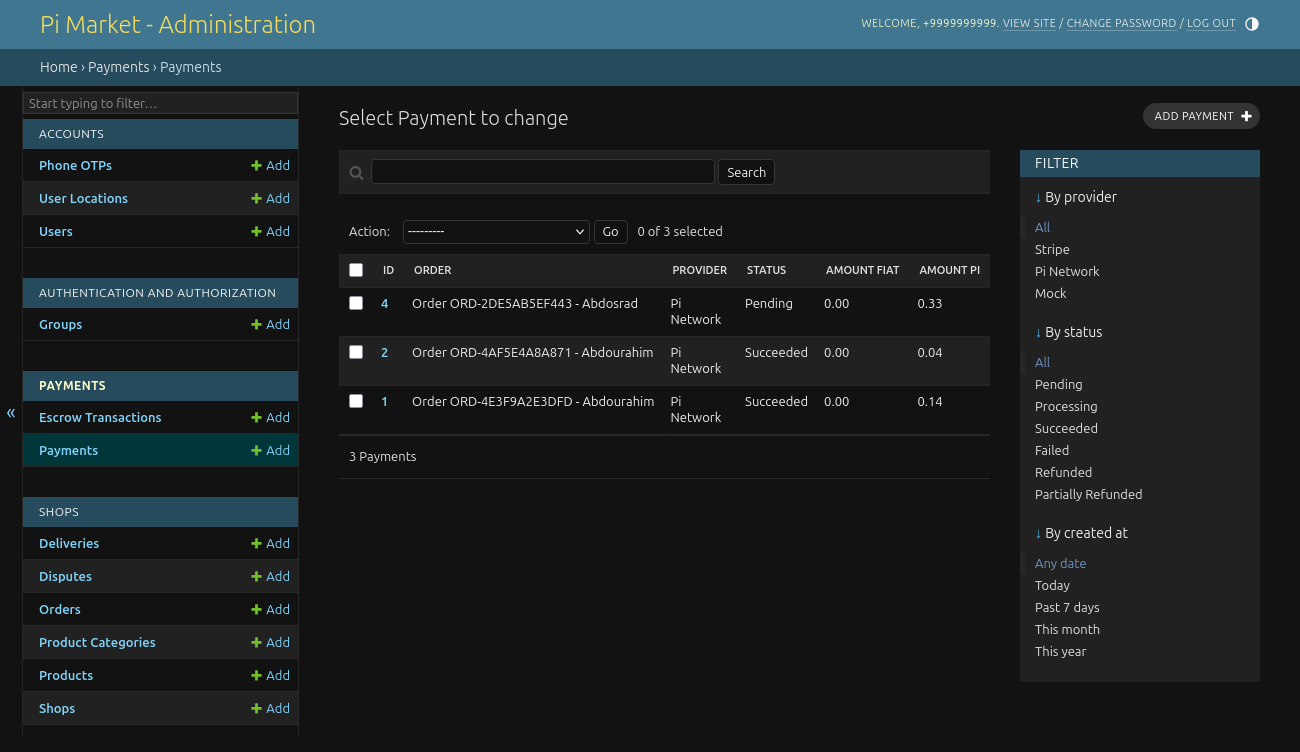 Pi Market - Administration
WELCOME, +9999999999. VIEW SITE / CHANGE PASSWORD / LOG OUT
Home › Payments › Payments
Start typing to filter…
ACCOUNTS
Phone OTPs Add
User Locations Add
Users Add
AUTHENTICATION AND AUTHORIZATION
Groups Add
PAYMENTS
Escrow Transactions Add
Payments Add
SHOPS
Deliveries Add
Disputes Add
Orders Add
Product Categories Add
Products Add
Shops Add
«
Select Payment to change
ADD PAYMENT
Search
Action: --------- Go 0 of 3 selected
ID ORDER PROVIDER STATUS AMOUNT FIAT AMOUNT PI
4 Order ORD-2DE5AB5EF443 - Abdosrad Pi Network Pending 0.00 0.33
2 Order ORD-4AF5E4A8A871 - Abdourahim Pi Network Succeeded 0.00 0.04
1 Order ORD-4E3F9A2E3DFD - Abdourahim Pi Network Succeeded 0.00 0.14
3 Payments
FILTER
↓ By provider
All
Stripe
Pi Network
Mock
↓ By status
All
Pending
Processing
Succeeded
Failed
Refunded
Partially Refunded
↓ By created at
Any date
Today
Past 7 days
This month
This year